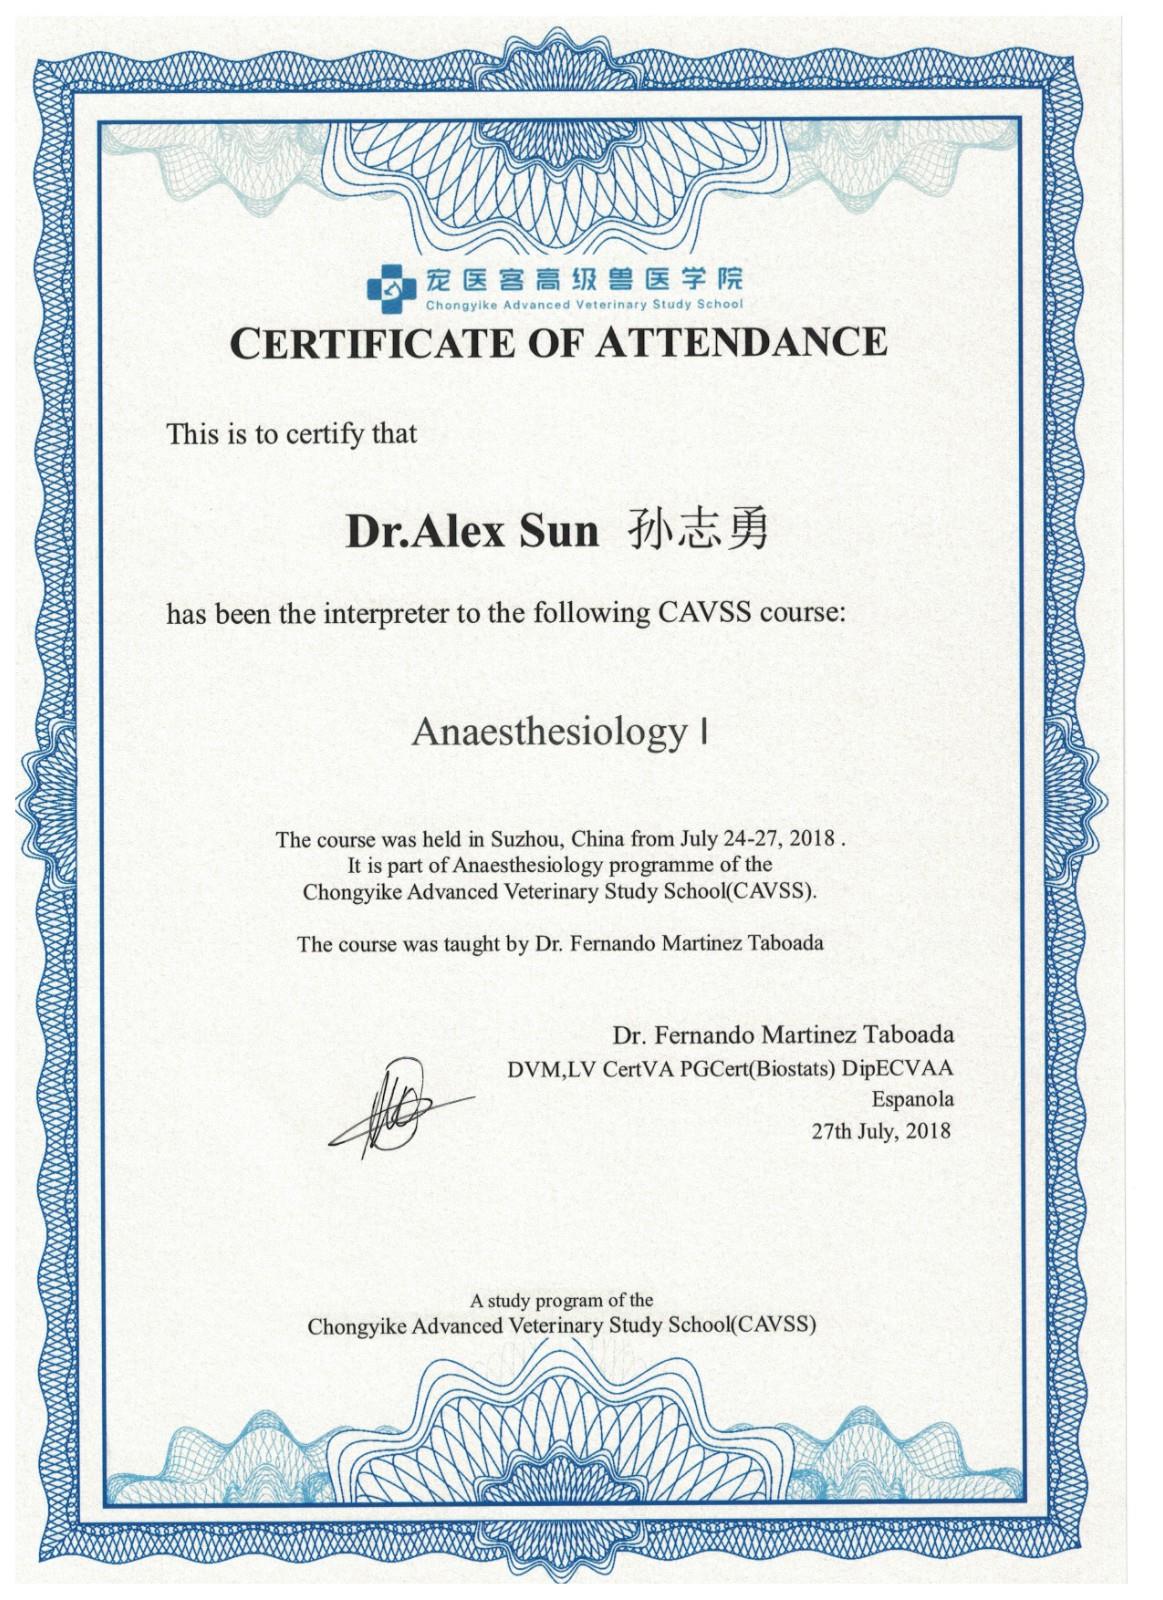 宠医客高级兽医学院
Chongyike Advanced Veterinary Study School
CERTIFICATE OF ATTENDANCE
This is to certify that
Dr.Alex Sun 孙志勇
has been the interpreter to the following CAVSS course:
Anaesthesiology I
The course was held in Suzhou, China from July 24-27, 2018 .
It is part of Anaesthesiology programme of the
Chongyike Advanced Veterinary Study School(CAVSS).
The course was taught by Dr. Fernando Martinez Taboada
Dr. Fernando Martinez Taboada
DVM,LV CertVA PGCert(Biostats) DipECVAA
Espanola
27th July, 2018
A study program of the
Chongyike Advanced Veterinary Study School(CAVSS)